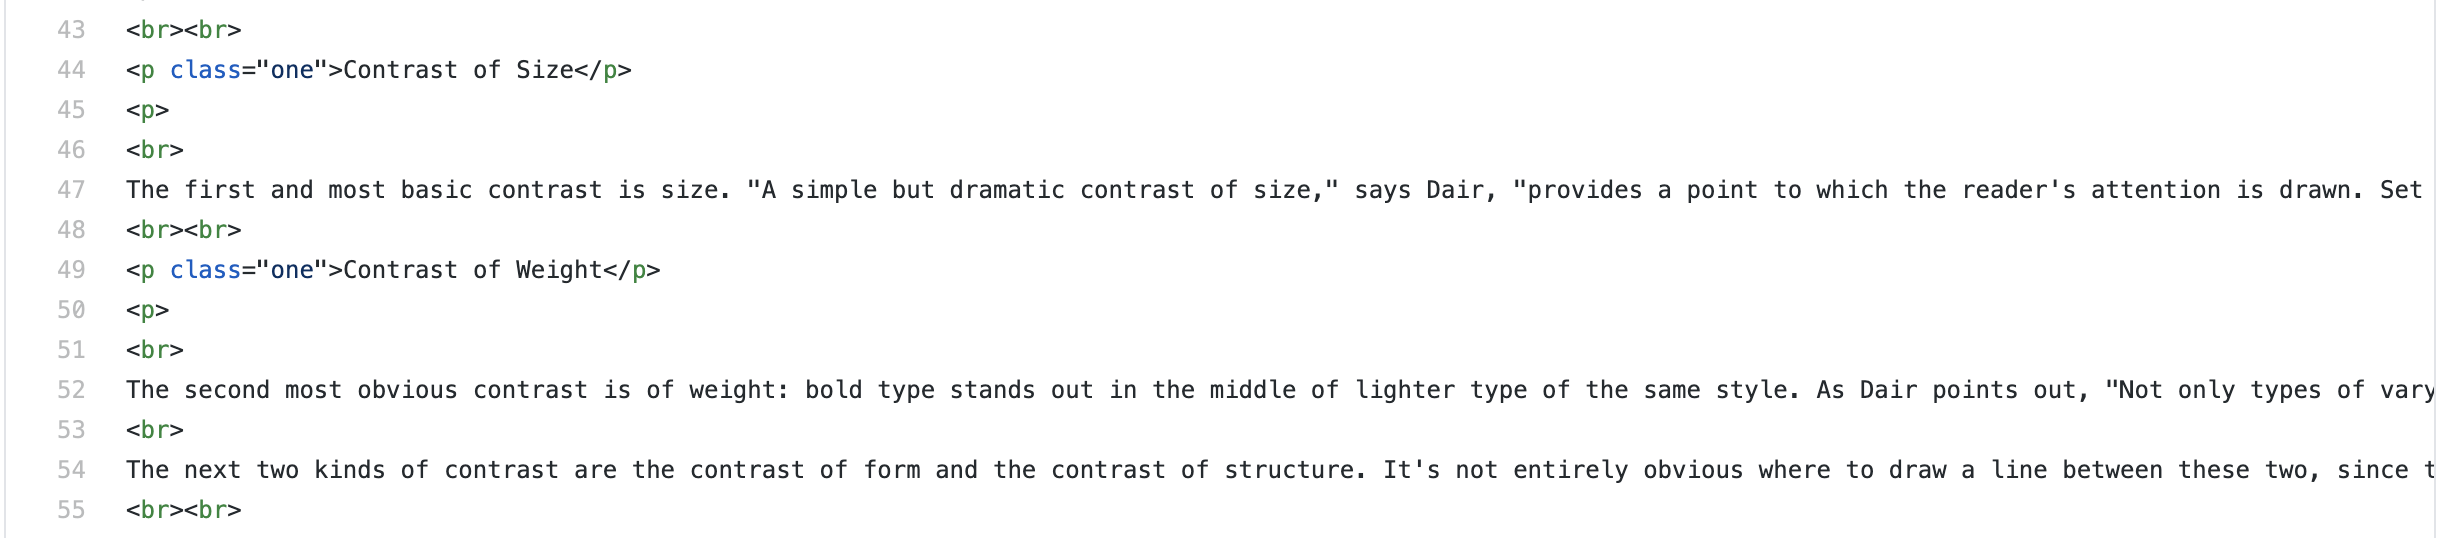 43 <br><br>
44 <p class="one">Contrast of Size</p>
45 <p>
46 <br>
47 The first and most basic contrast is size. "A simple but dramatic contrast of size," says Dair, "provides a point to which the reader's attention is drawn. Set
48 <br><br>
49 <p class="one">Contrast of Weight</p>
50 <p>
51 <br>
52 The second most obvious contrast is of weight: bold type stands out in the middle of lighter type of the same style. As Dair points out, "Not only types of vary
53 <br>
54 The next two kinds of contrast are the contrast of form and the contrast of structure. It's not entirely obvious where to draw a line between these two, since t
55 <br><br>